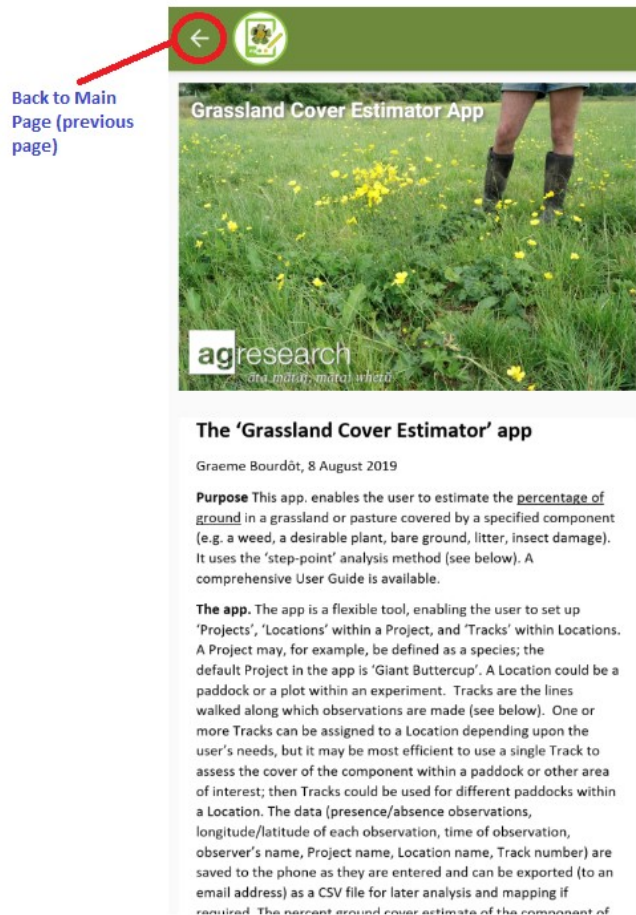 Back to Main
Page (previous
page)
Grassland Cover Estimator App
agresearch
āta mātai, mātai whetū
The ‘Grassland Cover Estimator’ app
Graeme Bourdôt, 8 August 2019
Purpose This app. enables the user to estimate the percentage of
ground in a grassland or pasture covered by a specified component
(e.g. a weed, a desirable plant, bare ground, litter, insect damage).
It uses the ‘step-point’ analysis method (see below). A
comprehensive User Guide is available.
The app. The app is a flexible tool, enabling the user to set up
‘Projects’, ‘Locations’ within a Project, and ‘Tracks’ within Locations.
A Project may, for example, be defined as a species; the
default Project in the app is ‘Giant Buttercup’. A Location could be a
paddock or a plot within an experiment. Tracks are the lines
walked along which observations are made (see below). One or
more Tracks can be assigned to a Location depending upon the
user’s needs, but it may be most efficient to use a single Track to
assess the cover of the component within a paddock or other area
of interest; then Tracks could be used for different paddocks within
a Location. The data (presence/absence observations,
longitude/latitude of each observation, time of observation,
observer’s name, Project name, Location name, Track number) are
saved to the phone as they are entered and can be exported (to an
email address) as a CSV file for later analysis and mapping if
required. The percent ground cover estimate of the component of